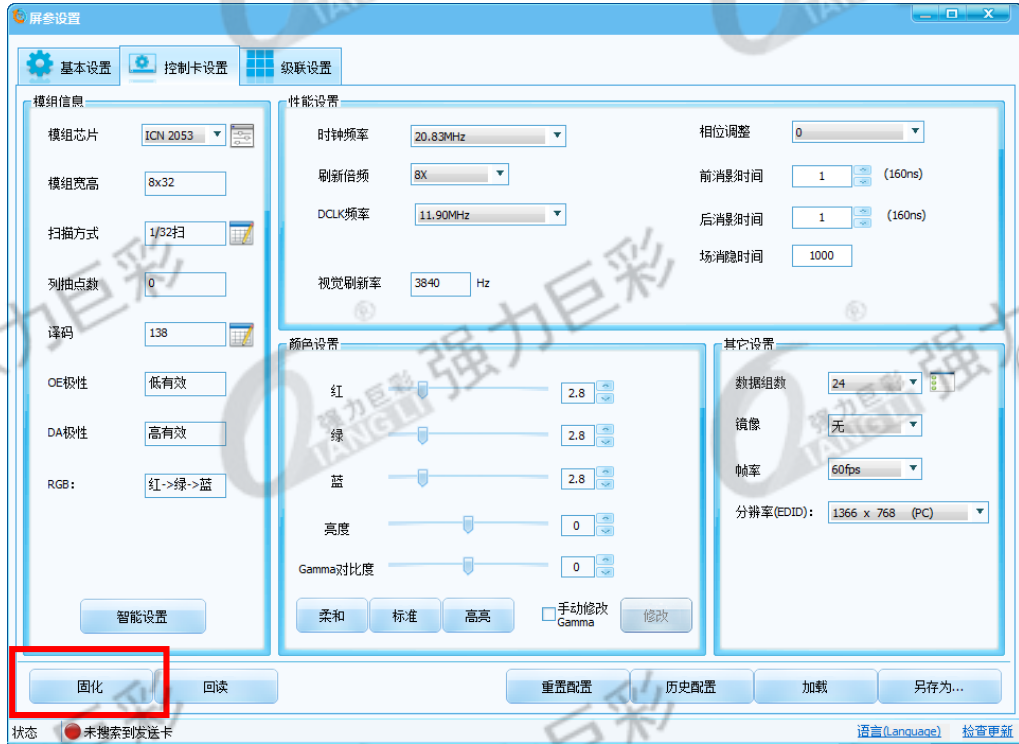 屏参设置
基本设置 控制卡设置 级联设置
模组信息
模组芯片 ICN 2053
模组宽高 8x32
扫描方式 1/32扫
列抽点数 0
译码 138
OE极性 低有效
DA极性 高有效
RGB: 红->绿->蓝
智能设置
性能设置
时钟频率 20.83MHz
刷新倍频 8X
DCLK频率 11.90MHz
视觉刷新率 3840 Hz
相位调整 0
前消影时间 1 (160ns)
后消影时间 1 (160ns)
场消隐时间 1000
颜色设置
红 2.8
绿 2.8
蓝 2.8
亮度 0
Gamma对比度 0
柔和 标准 高亮 手动修改Gamma 修改
其它设置
数据组数 24
镜像 无
帧率 60fps
分辨率(EDID): 1366 x 768 (PC)
固化 回读 重置配置 历史配置 加载 另存为...
状态 未搜索到发送卡 语言(Language) 检查更新
强力巨彩
QIANGLI